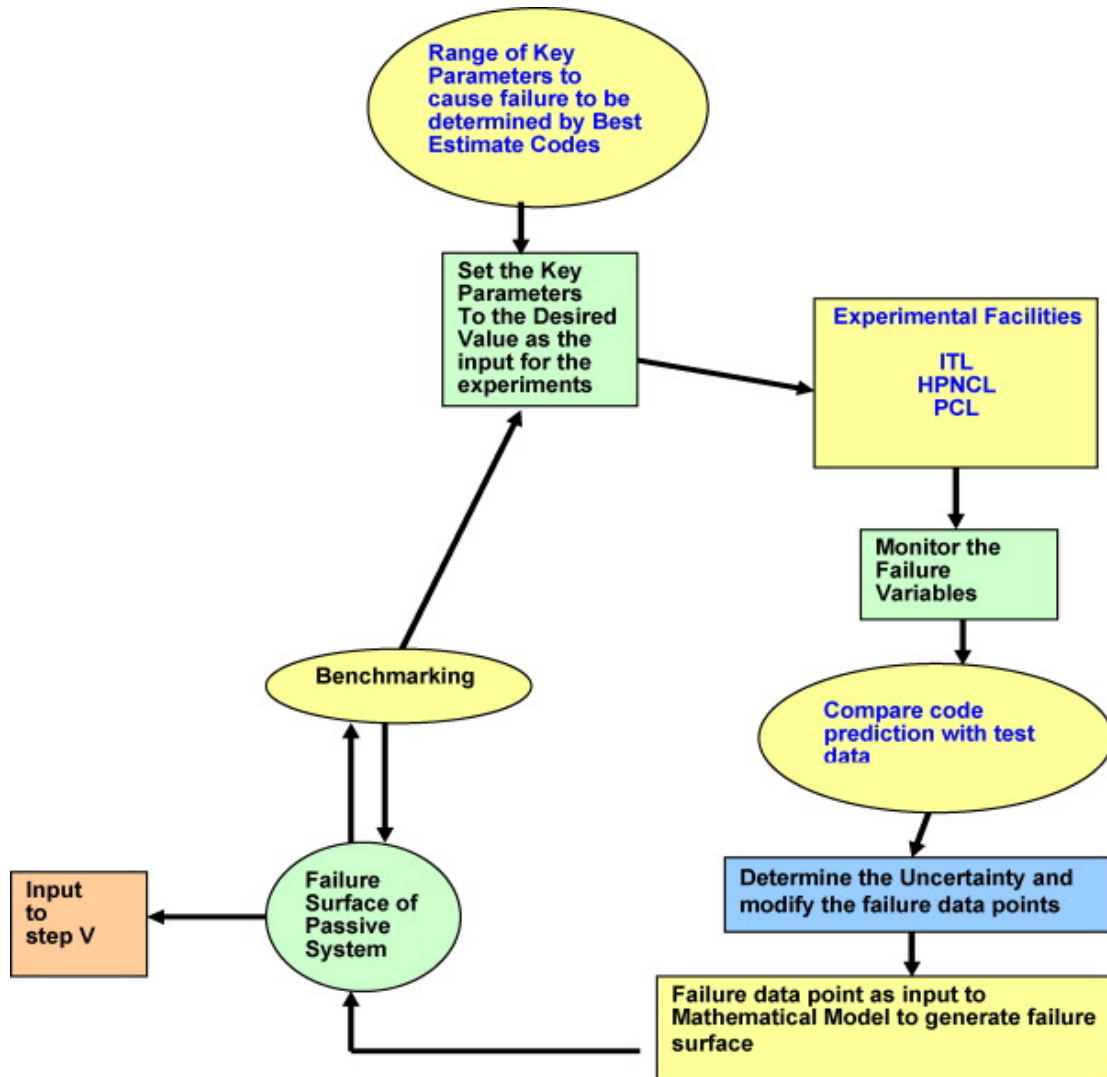 Range of Key
Parameters to
cause failure to be
determined by Best
Estimate Codes
Set the Key
Parameters
To the Desired
Value as the
input for the
experiments
Experimental Facilities
ITL
HPNCL
PCL
Monitor the
Failure
Variables
Compare code
prediction with test
data
Determine the Uncertainty and
modify the failure data points
Failure data point as input to
Mathematical Model to generate failure
surface
Benchmarking
Failure
Surface of
Passive
System
Input
to
step V